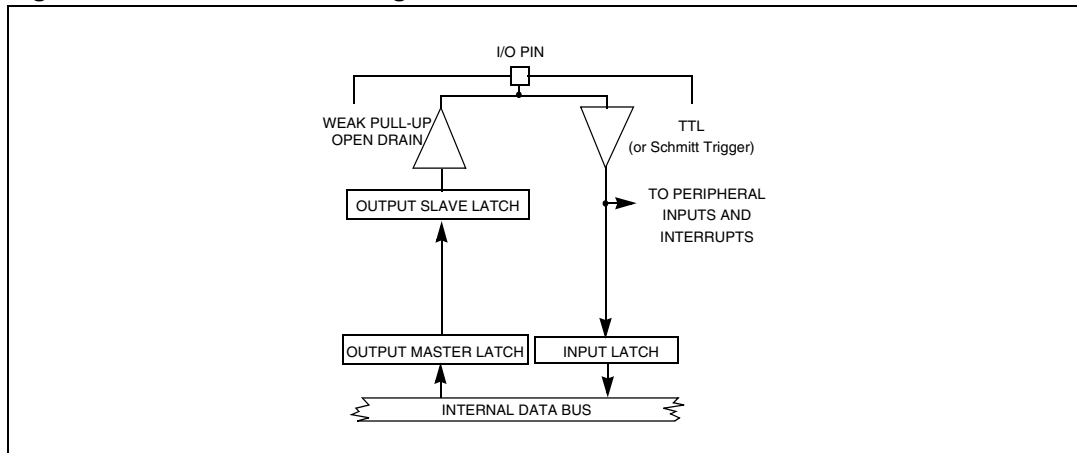 I/O PIN
WEAK PULL-UP
OPEN DRAIN
TTL
(or Schmitt Trigger)
OUTPUT SLAVE LATCH
TO PERIPHERAL
INPUTS AND
INTERRUPTS
OUTPUT MASTER LATCH
INPUT LATCH
INTERNAL DATA BUS